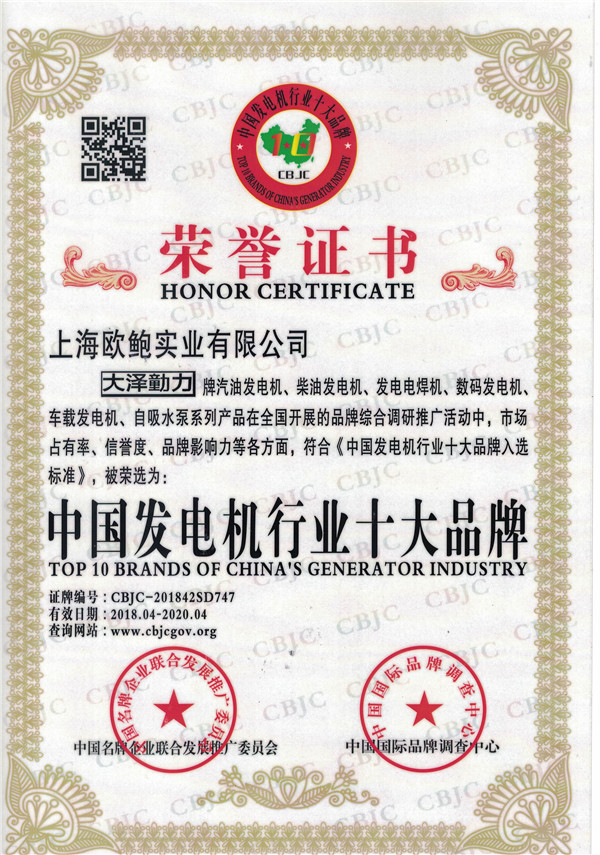 中国发电机行业十大品牌
CBJC
TOP 10 BRANDS OF CHINA'S GENERATOR INDUSTRY
荣誉证书
HONOR CERTIFICATE
上海欧鲍实业有限公司
大泽動力 牌汽油发电机、柴油发电机、发电电焊机、数码发电机、
车载发电机、自吸水泵系列产品在全国开展的品牌综合调研推广活动中，市场
占有率、信誉度、品牌影响力等各方面，符合《中国发电机行业十大品牌入选
标准》，被荣选为：
中国发电机行业十大品牌
TOP 10 BRANDS OF CHINA'S GENERATOR INDUSTRY
证牌编号：CBJC-201842SD747
有效日期：2018.04-2020.04
查询网站：www.cbjcgov.org
中国名牌企业联合发展推广委员会
中国国际品牌调查中心
中国名牌企业联合发展推广委员会
中国国际品牌调查中心